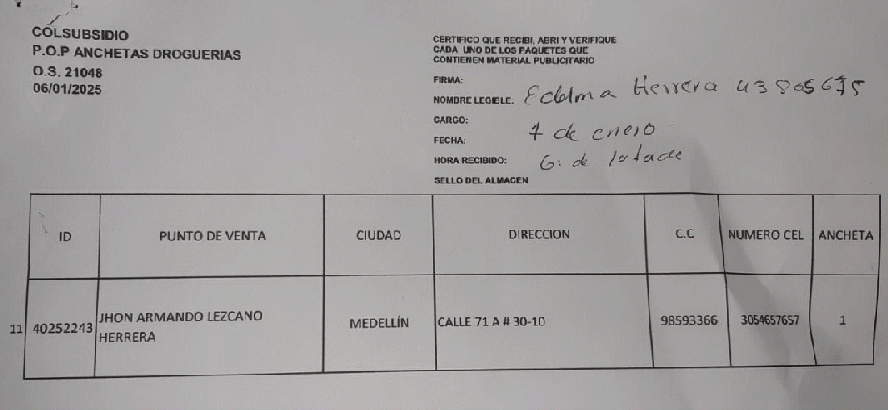 COLSUBSIDIO
P.O.P ANCHETAS DROGUERIAS
O.S. 21048
06/01/2025
CERTIFICO QUE RECIBI, ABRI Y VERIFIQUE
CADA UNO DE LOS PAQUETES QUE
CONTIENEN MATERIAL PUBLICITARIO
FIRMA:
NOMBRE LEGIBLE: Edelma Herrera 43805675
CARGO:
FECHA: 7 de enero
HORA RECIBIDO: 6: de la tarde
SELLO DEL ALMACEN
ID PUNTO DE VENTA CIUDAD DIRECCION C.C NUMERO CEL ANCHETA
11 40252243 JHON ARMANDO LEZCANO HERRERA MEDELLÍN CALLE 71 A # 30-10 98593366 3054657657 1